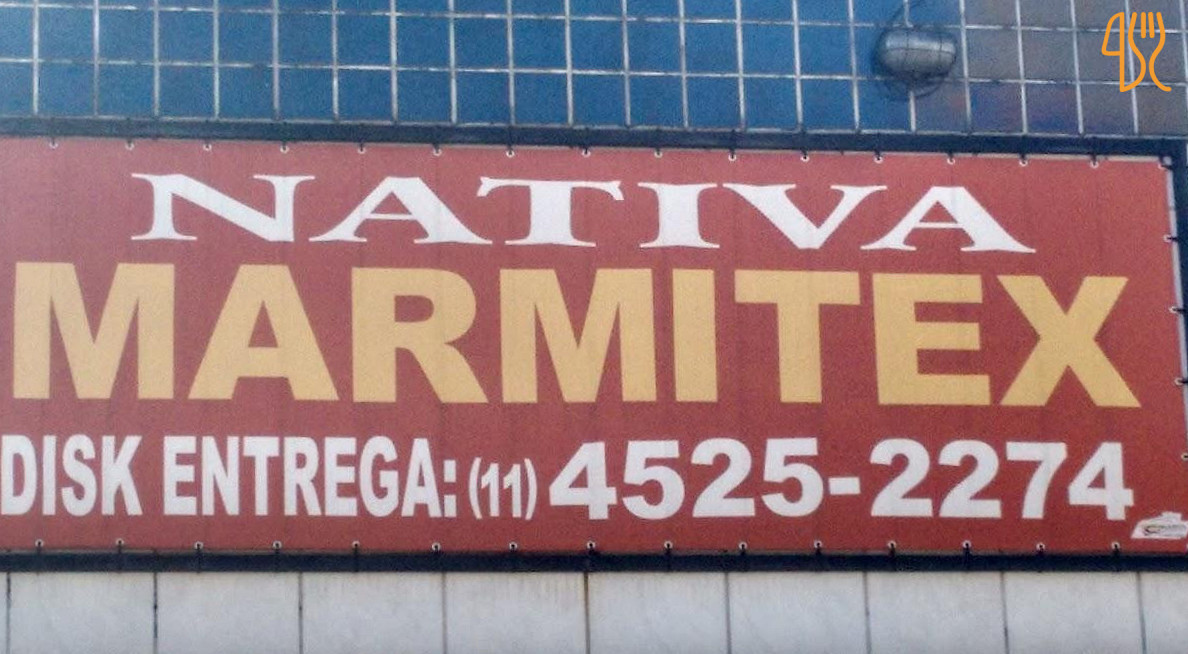 NATIVA
MARMITEX
DISK ENTREGA: (11) 4525-2274